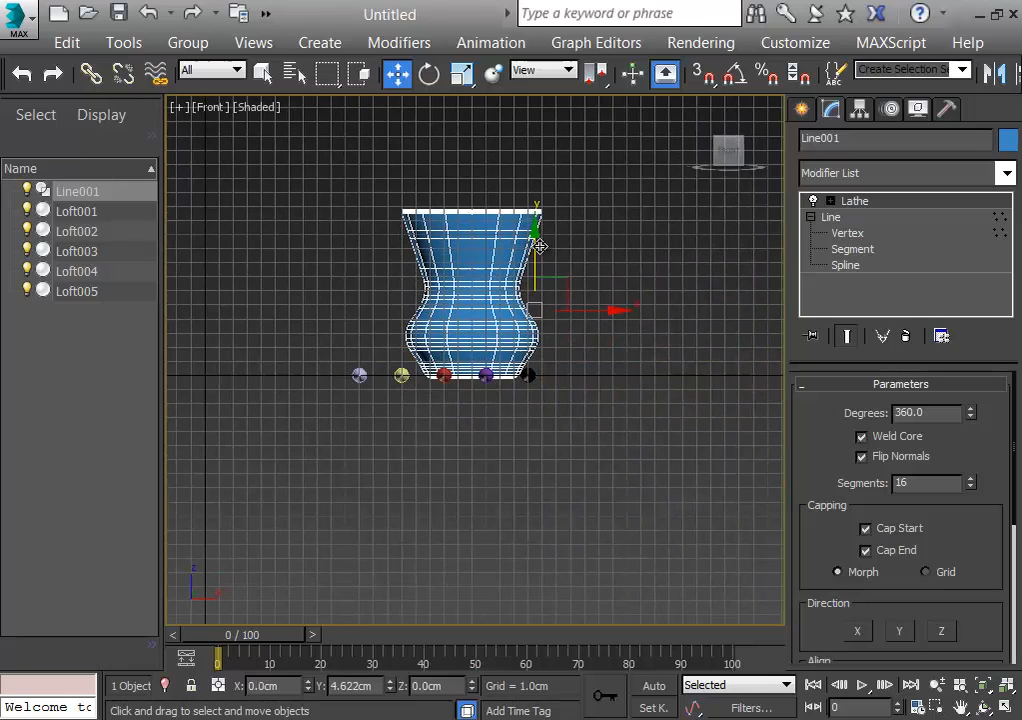 MAX
Untitled
Type a keyword or phrase
Edit
Tools
Group
Views
Create
Modifiers
Animation
Graph Editors
Rendering
Customize
MAXScript
Help
All
View
3
Create Selection Se
Select
Display
[+] [Front] [Shaded]
FRONT
Name
Line001
Loft001
Loft002
Loft003
Loft004
Loft005
y
x
z
Line001
Modifier List
Lathe
Line
Vertex
Segment
Spline
Parameters
Degrees: 360.0
Weld Core
Flip Normals
Segments: 16
Capping
Cap Start
Cap End
Morph
Grid
Direction
X
Y
Z
Align
< 0 / 100 >
0 10 20 30 40 50 60 70 80 90 100
1 Object
X: 0.0cm
Y: 4.622cm
Z: 0.0cm
Grid = 1.0cm
Auto
Selected
Welcome to
Click and drag to select and move objects
Add Time Tag
Set K.
Filters...
0